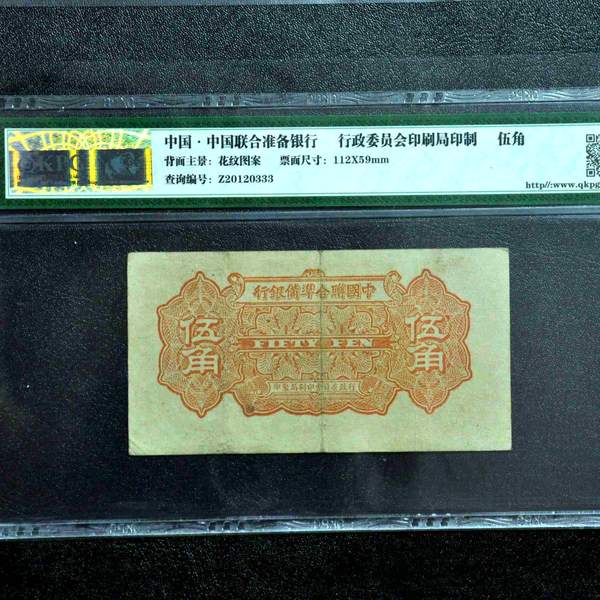 中国·中国联合准备银行 行政委员会印刷局印制 伍角
背面主景: 花纹图案 票面尺寸: 112X59mm
查询编号: Z20120333
http//:www.qkpg
行銀備準合聯國中
伍角
FIFTY FEN
伍角